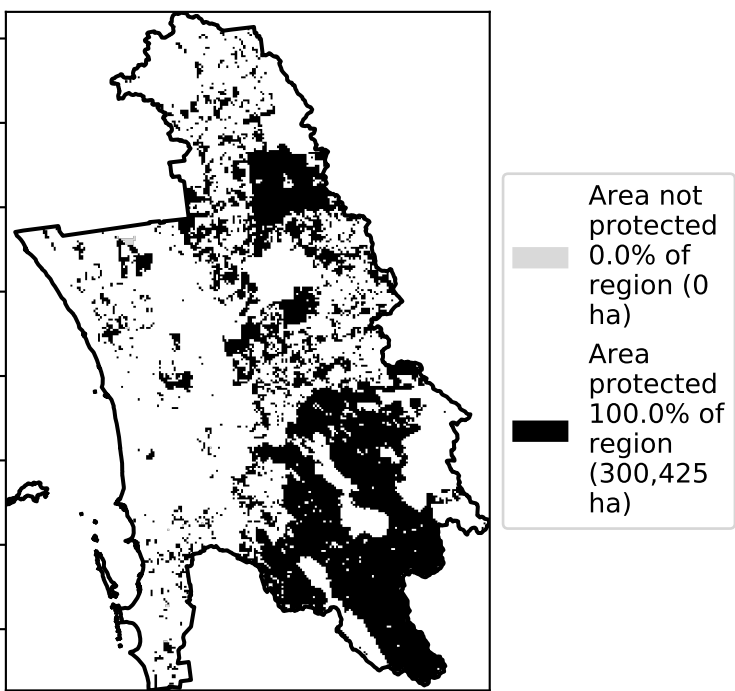 Area not
protected
0.0% of
region (0
ha)
Area
protected
100.0% of
region
(300,425
ha)